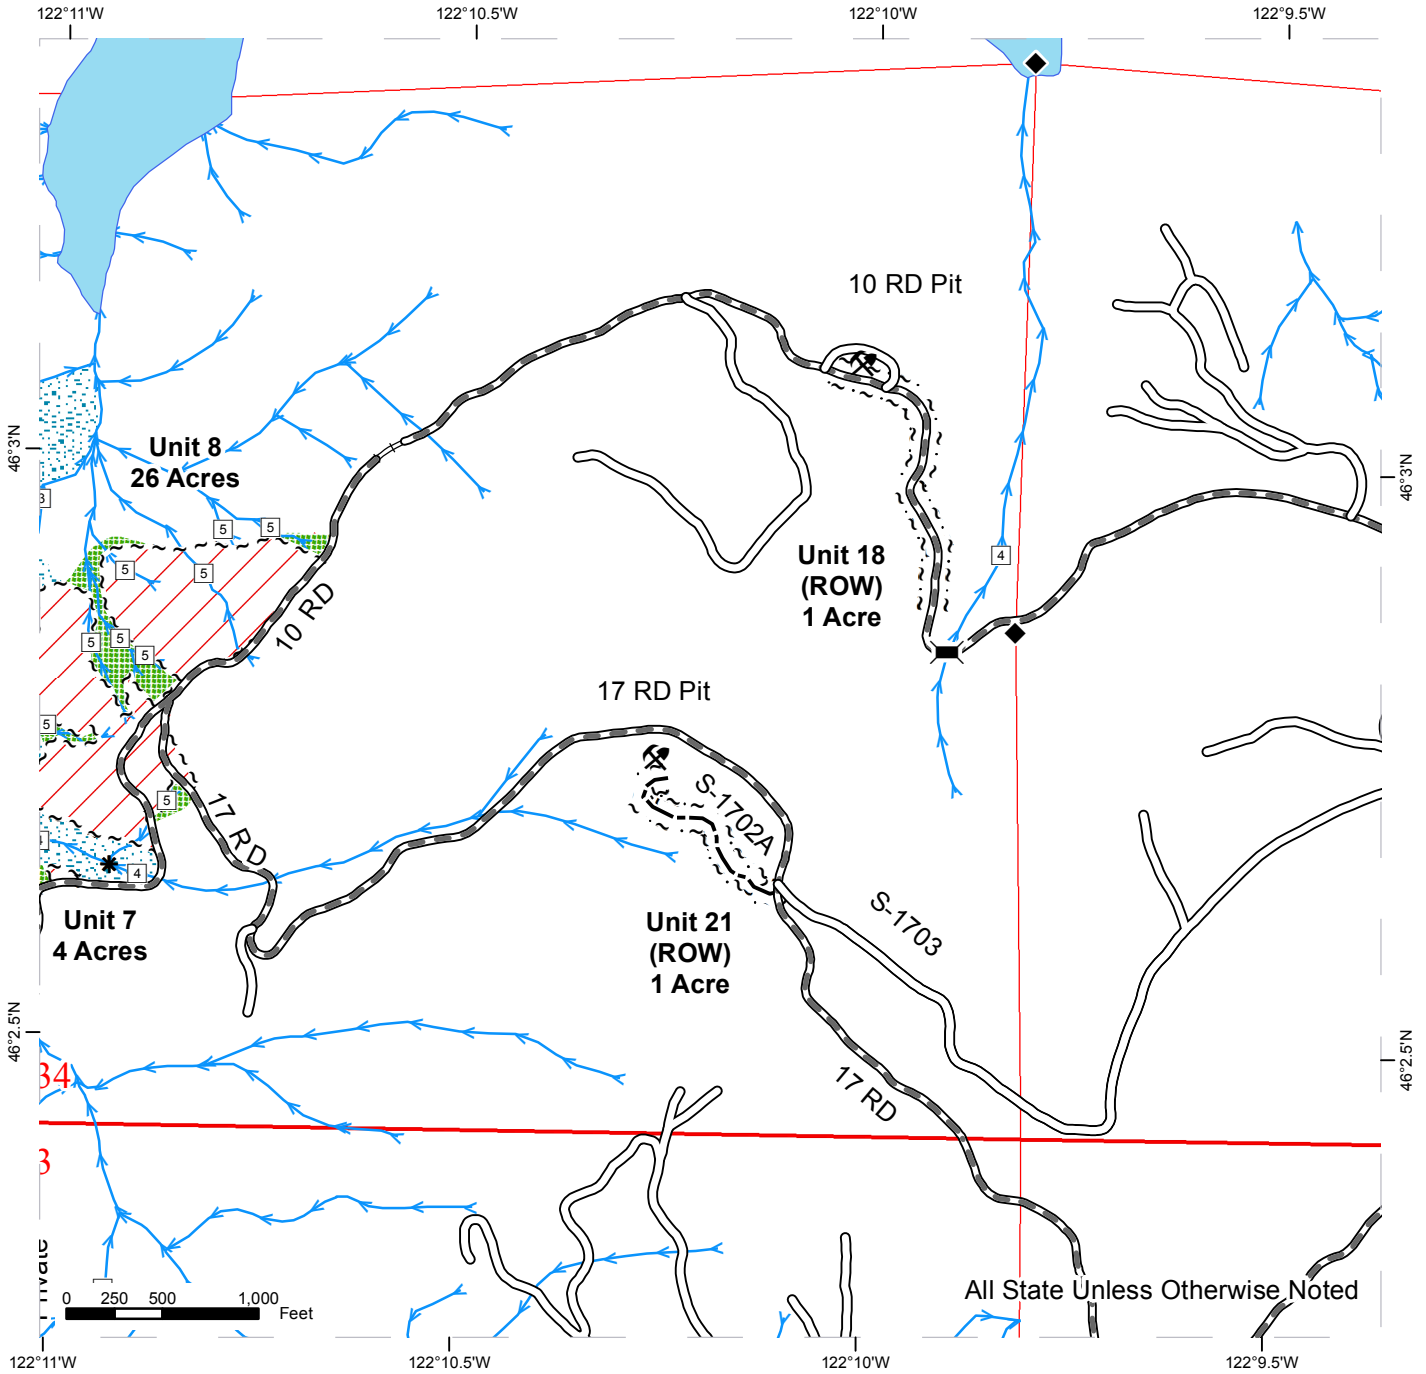 122°11'W
122°10.5'W
122°10'W
122°9.5'W
10 RD Pit
Unit 8
26 Acres
46°3'N
46°3'N
5
5
Unit 18
(ROW)
1 Acre
4
5
5
10 RD
5
5
5
17 RD Pit
5
S-1702A
5
17 RD
4
Unit 7
4 Acres
Unit 21
(ROW)
1 Acre
S-1703
46°2.5'N
46°2.5'N
34
17 RD
3
0 250 500 1,000
Feet
All State Unless Otherwise Noted
122°11'W
122°10.5'W
122°10'W
122°9.5'W